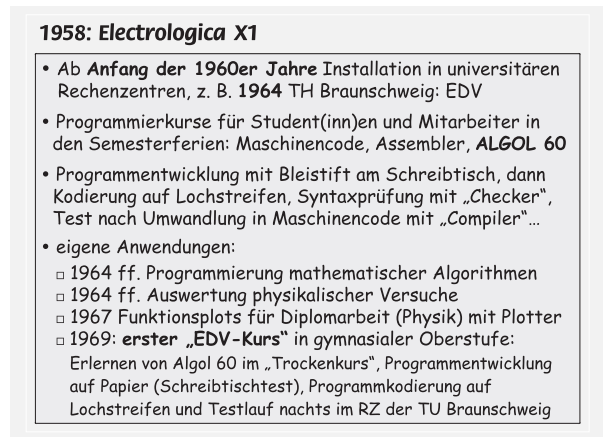 1958: Electrologica X1
• Ab Anfang der 1960er Jahre Installation in universitären
Rechenzentren, z. B. 1964 TH Braunschweig: EDV
• Programmierkurse für Student(inn)en und Mitarbeiter in
den Semesterferien: Maschinencode, Assembler, ALGOL 60
• Programmentwicklung mit Bleistift am Schreibtisch, dann
Kodierung auf Lochstreifen, Syntaxprüfung mit „Checker“,
Test nach Umwandlung in Maschinencode mit „Compiler“…
• eigene Anwendungen:
□ 1964 ff. Programmierung mathematischer Algorithmen
□ 1964 ff. Auswertung physikalischer Versuche
□ 1967 Funktionsplots für Diplomarbeit (Physik) mit Plotter
□ 1969: erster „EDV-Kurs“ in gymnasialer Oberstufe:
Erlernen von Algol 60 im „Trockenkurs“, Programmentwicklung
auf Papier (Schreibtischtest), Programmkodierung auf
Lochstreifen und Testlauf nachts im RZ der TU Braunschweig